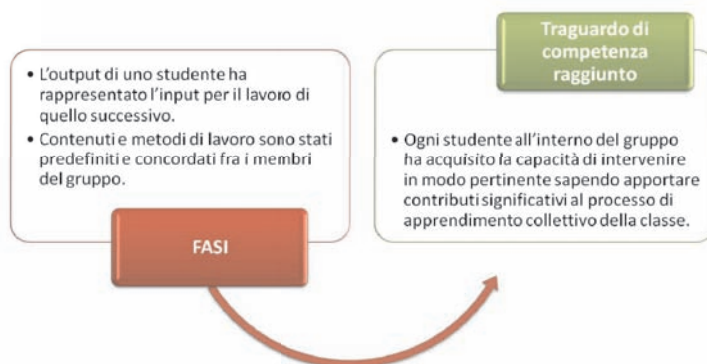 • L'output di uno studente ha
rappresentato l'input per il lavoro di
quello successivo.
• Contenuti e metodi di lavoro sono stati
predefiniti e concordati fra i membri
del gruppo.
FASI
Traguardo di
competenza
raggiunto
• Ogni studente all'interno del gruppo
ha acquisito la capacità di intervenire
in modo pertinente sapendo apportare
contributi significativi al processo di
apprendimento collettivo della classe.